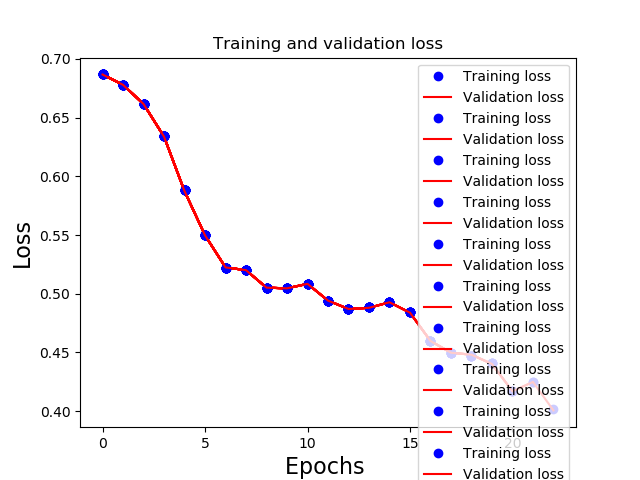 Training and validation loss
0.70
0.65
0.60
0.55
0.50
0.45
0.40
Loss
0
5
10
15
20
Epochs
Training loss
Validation loss
Training loss
Validation loss
Training loss
Validation loss
Training loss
Validation loss
Training loss
Validation loss
Training loss
Validation loss
Training loss
Validation loss
Training loss
Validation loss
Training loss
Validation loss
Training loss
Validation loss